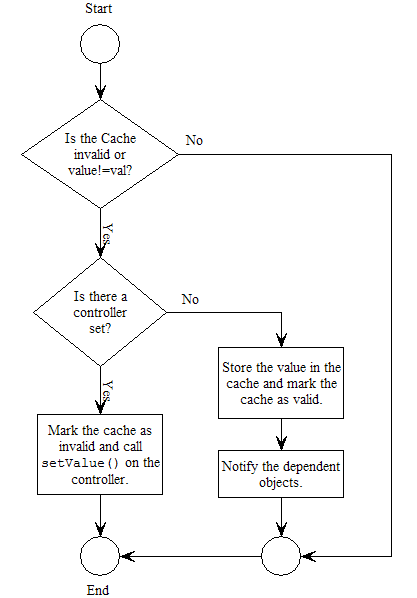 Start
Is the Cache
invalid or
value!=val?
No
Yes
Is there a
controller
set?
No
Yes
Store the value in the
cache and mark the
cache as valid.
Mark the cache as
invalid and call
setValue() on the
controller.
Notify the dependent
objects.
End